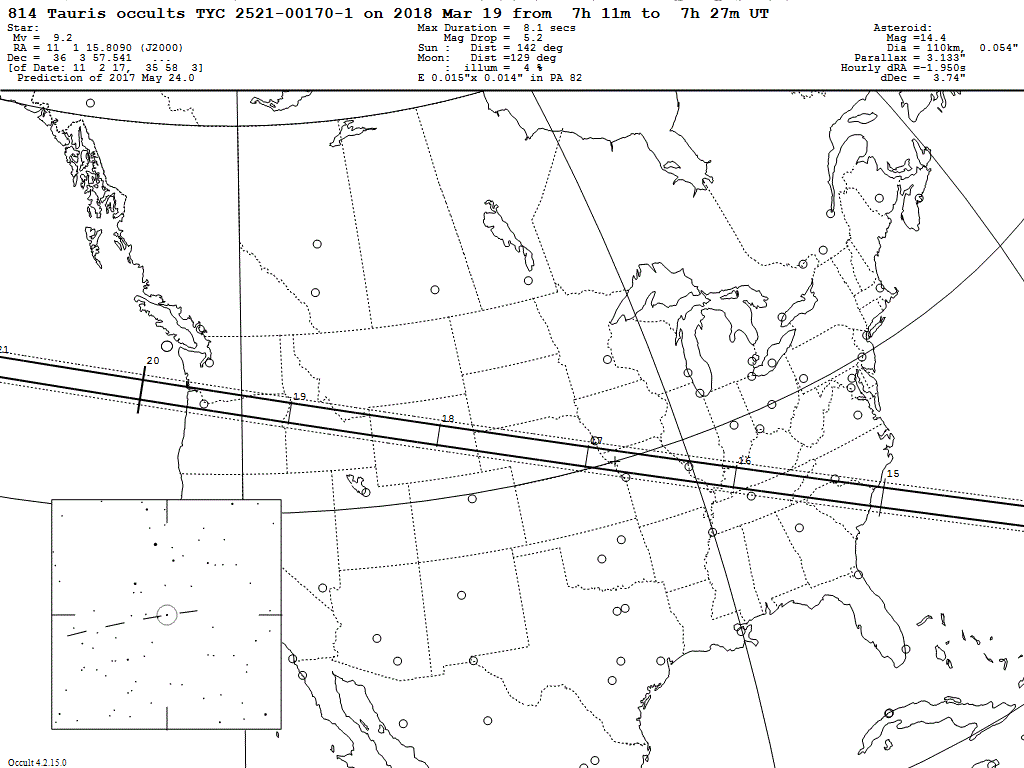 814 Tauris occults TYC 2521-00170-1 on 2018 Mar 19 from  7h 11m to  7h 27m UT
Star:
Mv =  9.2
RA = 11  1 15.8090 (J2000)
Dec =  36  3 57.541   ...
[of Date: 11  2 17,  35 58  3]
Prediction of 2017 May 24.0
Max Duration =  8.1 secs
Mag Drop =  5.2
Sun :   Dist = 142 deg
Moon:   Dist =129 deg
:  illum =  4 %
E 0.015"x 0.014" in PA 82
Asteroid:
Mag =14.4
Dia = 110km,  0.054"
Parallax = 3.133"
Hourly dRA =-1.950s
dDec =  3.74"
21
20
19
18
17
16
15
Occult 4.2.15.0